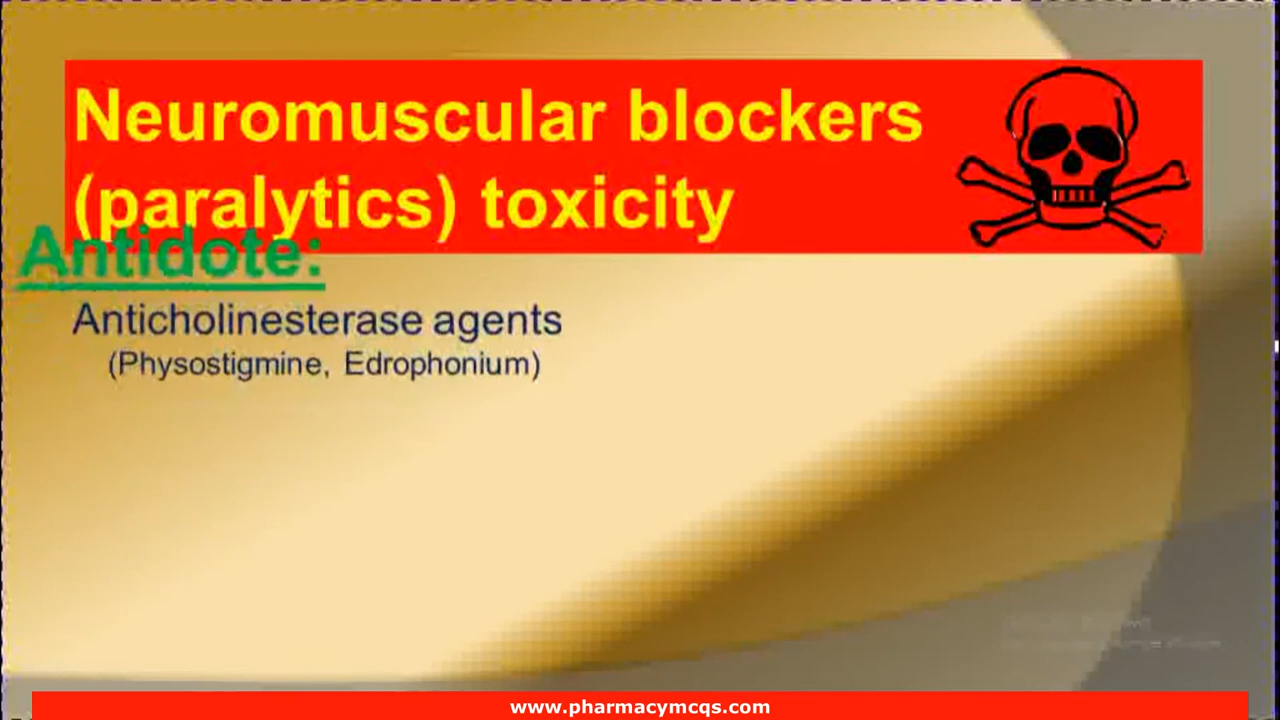 Neuromuscular blockers
(paralytics) toxicity
Antidote:
Anticholinesterase agents
(Physostigmine, Edrophonium)
www.pharmacymcqs.com